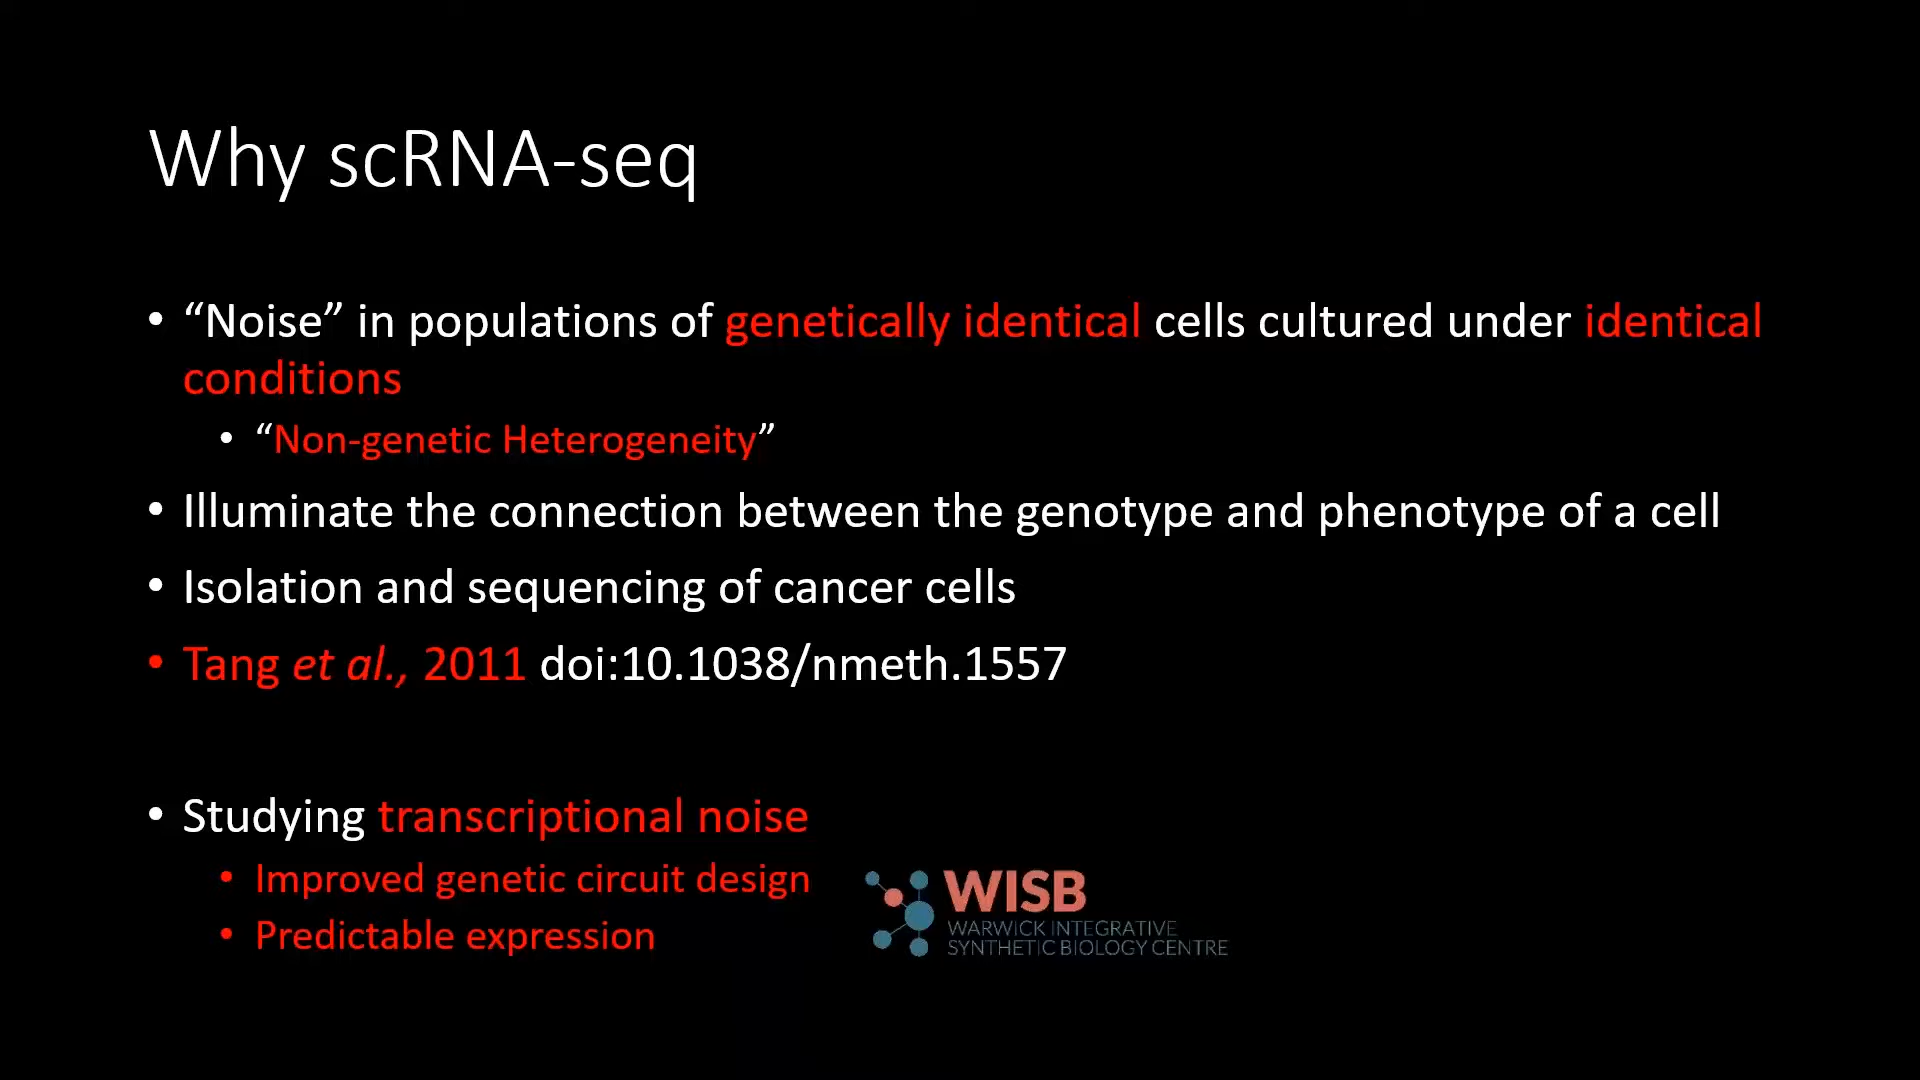 Why scRNA-seq
• “Noise” in populations of genetically identical cells cultured under identical
conditions
• “Non-genetic Heterogeneity”
• Illuminate the connection between the genotype and phenotype of a cell
• Isolation and sequencing of cancer cells
• Tang et al., 2011 doi:10.1038/nmeth.1557
• Studying transcriptional noise
• Improved genetic circuit design
• Predictable expression
WISB
WARWICK INTEGRATIVE
SYNTHETIC BIOLOGY CENTRE